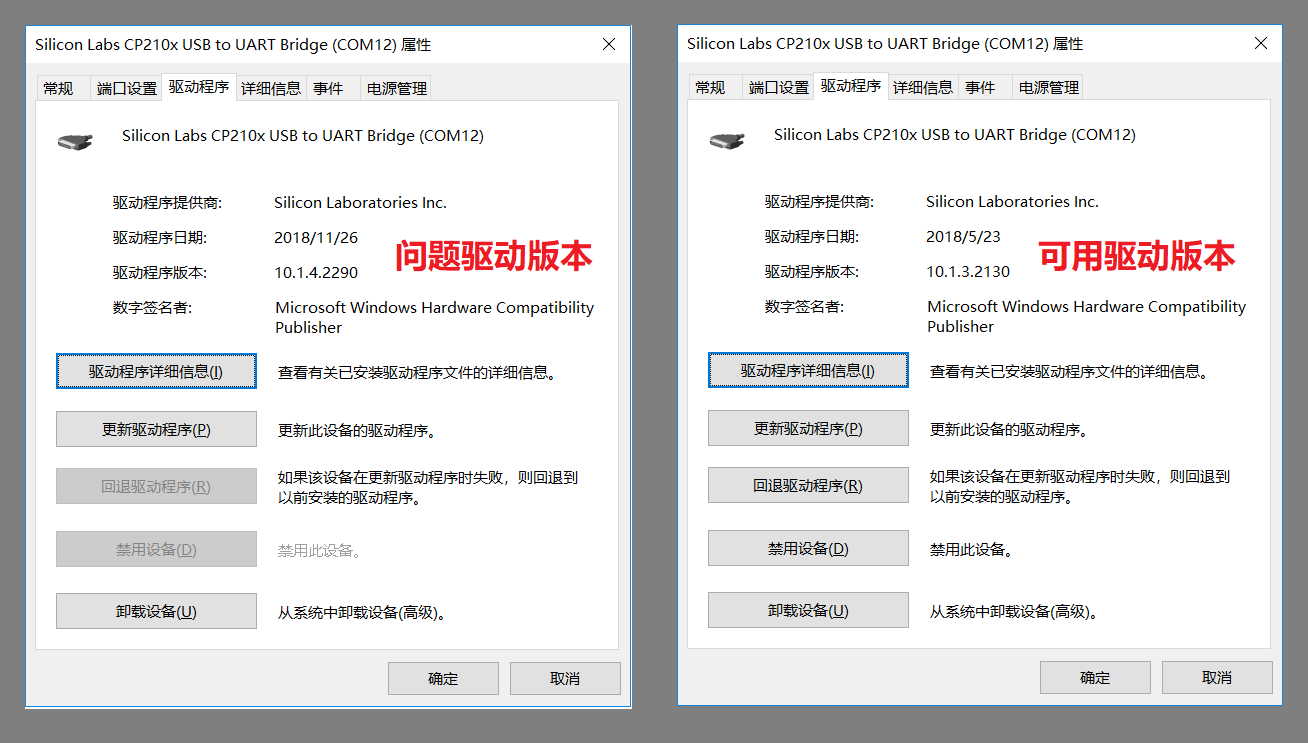 Silicon Labs CP210x USB to UART Bridge (COM12) 属性
常规 端口设置 驱动程序 详细信息 事件 电源管理
Silicon Labs CP210x USB to UART Bridge (COM12)
驱动程序提供商: Silicon Laboratories Inc.
驱动程序日期: 2018/11/26
问题驱动版本
驱动程序版本: 10.1.4.2290
数字签名者: Microsoft Windows Hardware Compatibility
Publisher
驱动程序详细信息(I) 查看有关已安装驱动程序文件的详细信息。
更新驱动程序(P) 更新此设备的驱动程序。
回退驱动程序(R) 如果该设备在更新驱动程序时失败，则回退到
以前安装的驱动程序。
禁用设备(D) 禁用此设备。
卸载设备(U) 从系统中卸载设备(高级)。
确定 取消
Silicon Labs CP210x USB to UART Bridge (COM12) 属性
常规 端口设置 驱动程序 详细信息 事件 电源管理
Silicon Labs CP210x USB to UART Bridge (COM12)
驱动程序提供商: Silicon Laboratories Inc.
驱动程序日期: 2018/5/23
可用驱动版本
驱动程序版本: 10.1.3.2130
数字签名者: Microsoft Windows Hardware Compatibility
Publisher
驱动程序详细信息(I) 查看有关已安装驱动程序文件的详细信息。
更新驱动程序(P) 更新此设备的驱动程序。
回退驱动程序(R) 如果该设备在更新驱动程序时失败，则回退到
以前安装的驱动程序。
禁用设备(D) 禁用此设备。
卸载设备(U) 从系统中卸载设备(高级)。
确定 取消